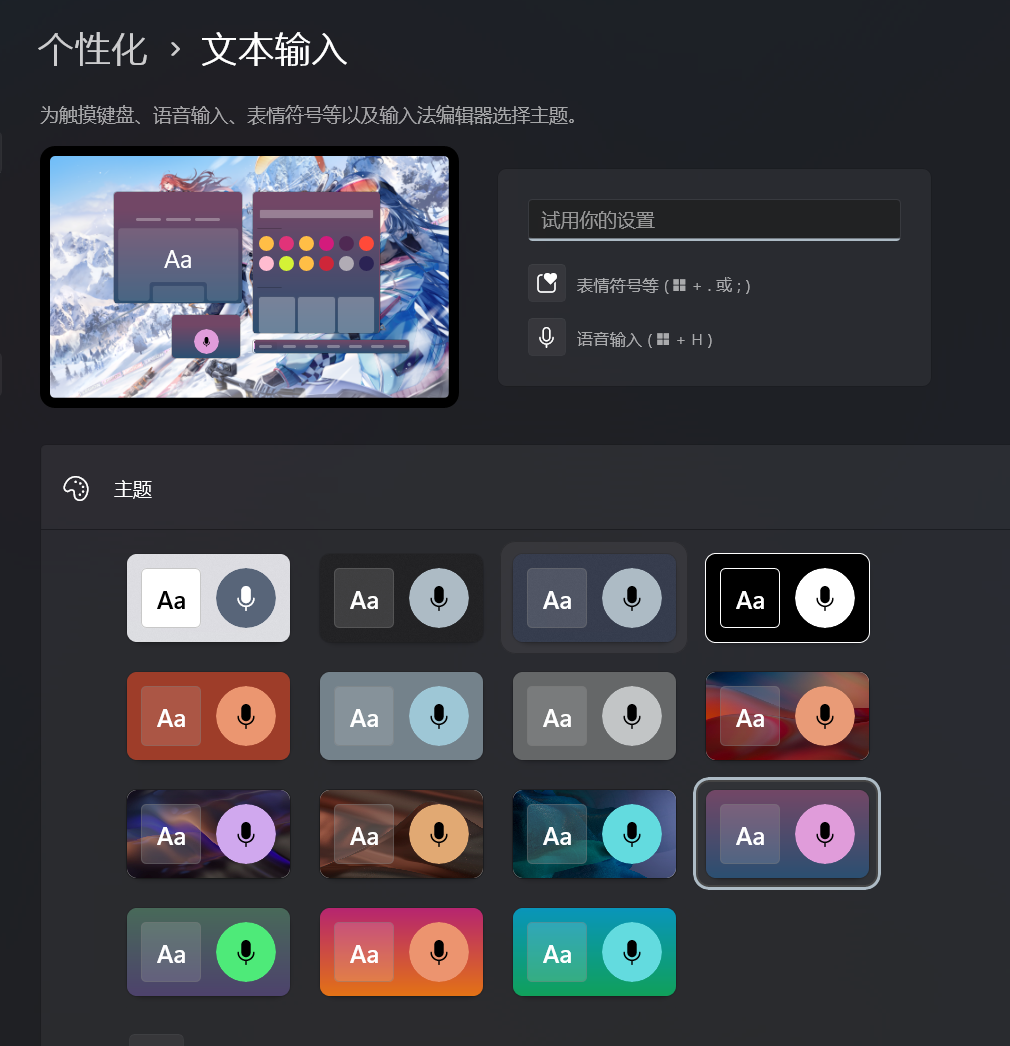 个性化 › 文本输入
为触摸键盘、语音输入、表情符号等以及输入法编辑器选择主题。
Aa
试用你的设置
表情符号等 ( + . 或 ; )
语音输入 ( + H )
主题
Aa Aa Aa Aa
Aa Aa Aa Aa
Aa Aa Aa Aa
Aa Aa Aa